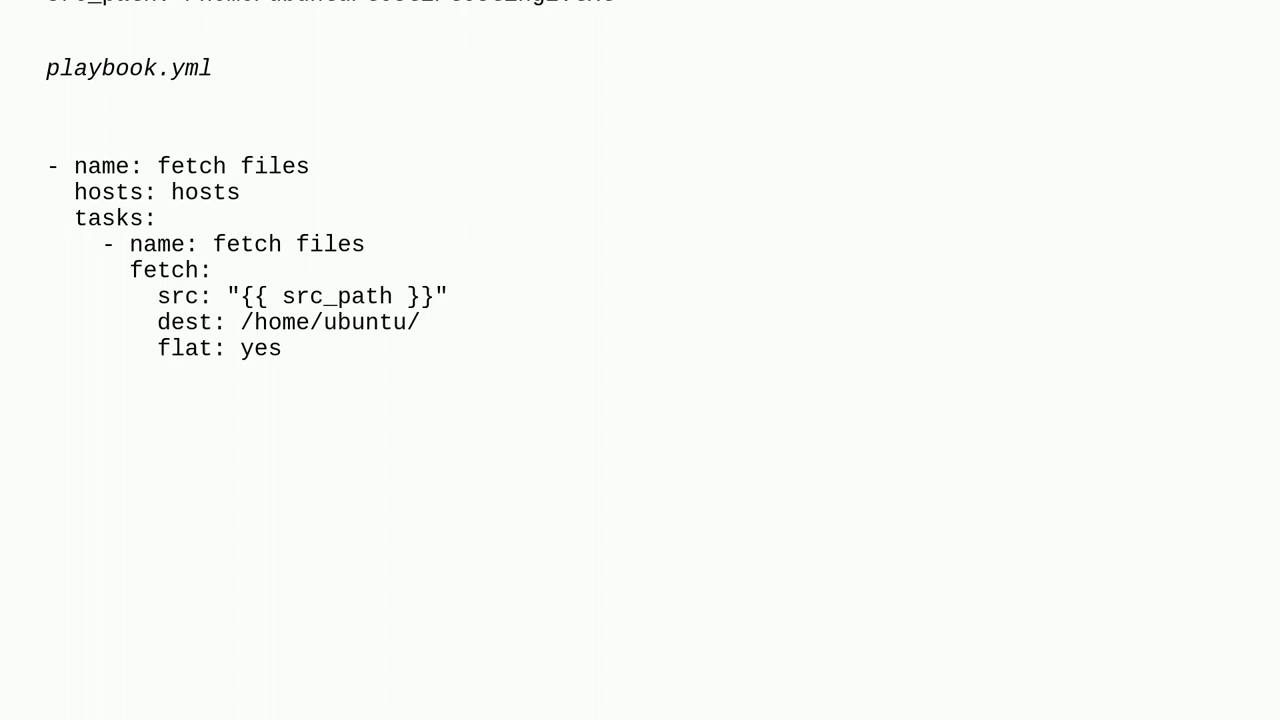 playbook.yml
- name: fetch files
  hosts: hosts
  tasks:
    - name: fetch files
      fetch:
        src: "{{ src_path }}"
        dest: /home/ubuntu/
        flat: yes